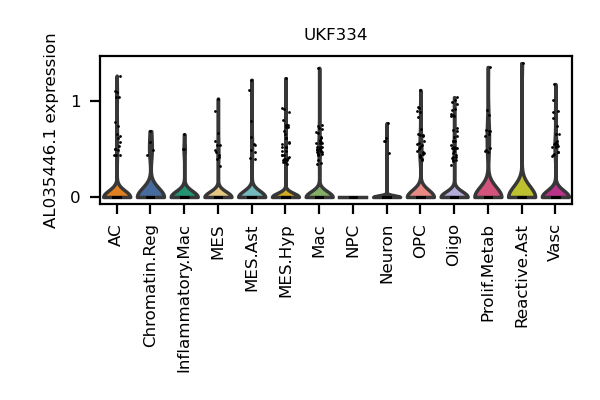 UKF334
AL035446.1 expression
1
0
AC
Chromatin.Reg
Inflammatory.Mac
MES
MES.Ast
MES.Hyp
Mac
NPC
Neuron
OPC
Oligo
Prolif.Metab
Reactive.Ast
Vasc